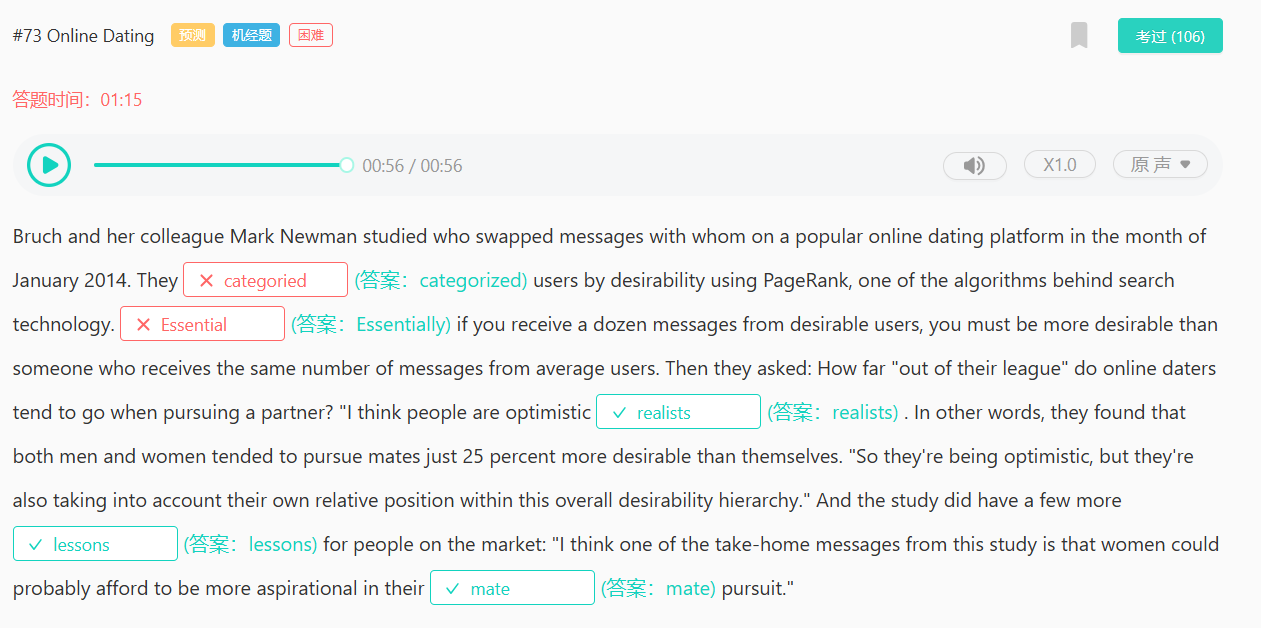 #73 Online Dating 预测 机经题 困难 考过 (106)
答题时间：01:15
00:56 / 00:56 X1.0 原声
Bruch and her colleague Mark Newman studied who swapped messages with whom on a popular online dating platform in the month of
January 2014. They categoried (答案：categorized) users by desirability using PageRank, one of the algorithms behind search
technology. Essential (答案：Essentially) if you receive a dozen messages from desirable users, you must be more desirable than
someone who receives the same number of messages from average users. Then they asked: How far "out of their league" do online daters
tend to go when pursuing a partner? "I think people are optimistic realists (答案：realists) . In other words, they found that
both men and women tended to pursue mates just 25 percent more desirable than themselves. "So they're being optimistic, but they're
also taking into account their own relative position within this overall desirability hierarchy." And the study did have a few more
lessons (答案：lessons) for people on the market: "I think one of the take-home messages from this study is that women could
probably afford to be more aspirational in their mate (答案：mate) pursuit."